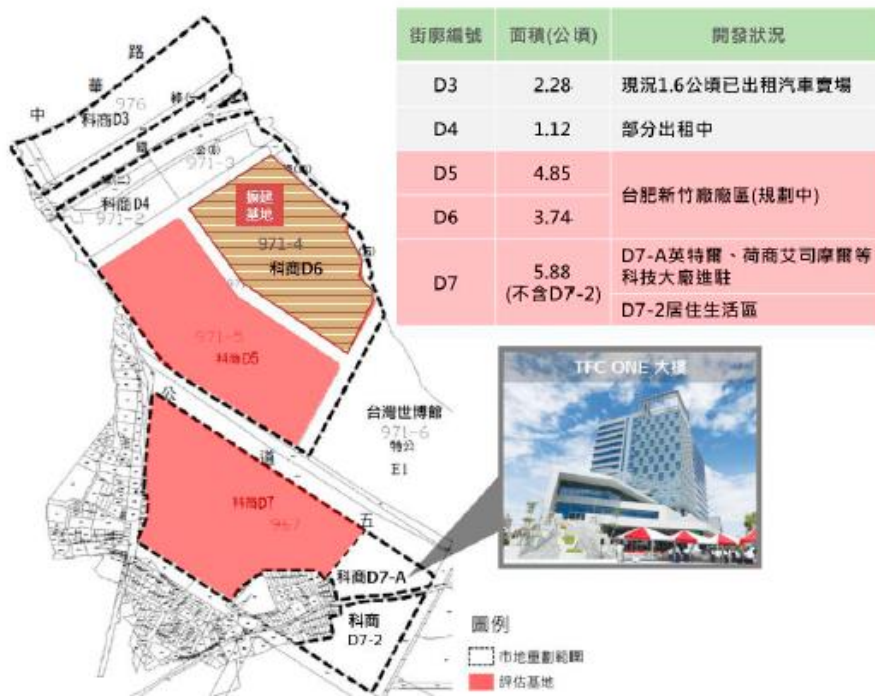 街廓編號 面積(公頃) 開發狀況
D3 2.28 現況1.6公頃已出租汽車賣場
D4 1.12 部分出租中
D5 4.85 台肥新竹廠廠區(規劃中)
D6 3.74
D7 5.88 (不含D7-2) D7-A英特爾、荷商艾司摩爾等
科技大廠進駐
D7-2居住生活區
中華路
976
科商D3
971-3
科商D4
971-2
擴建
基地
971-4
科商D6
971-5
科商D5
公道五
台灣世博館
971-6
特公
E1
科商D7
967
科商D7-A
科商
D7-2
TFC ONE 大樓
圖例
市地重劃範圍
評估基地